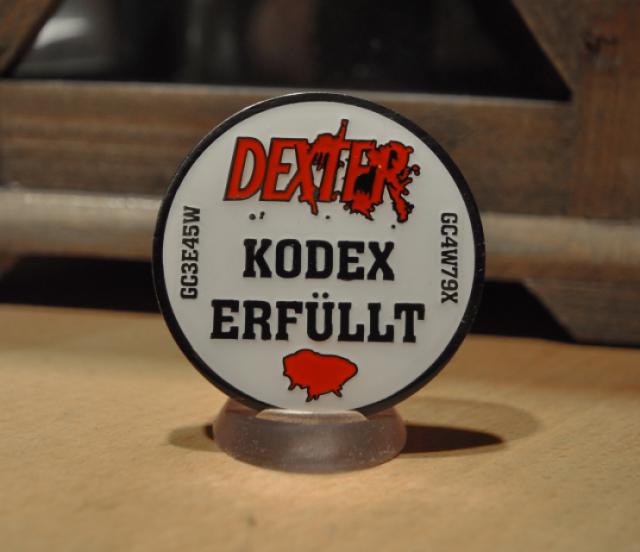 DEXTER
KODEX
ERFÜLLT
GC3E45W
GC4W79X